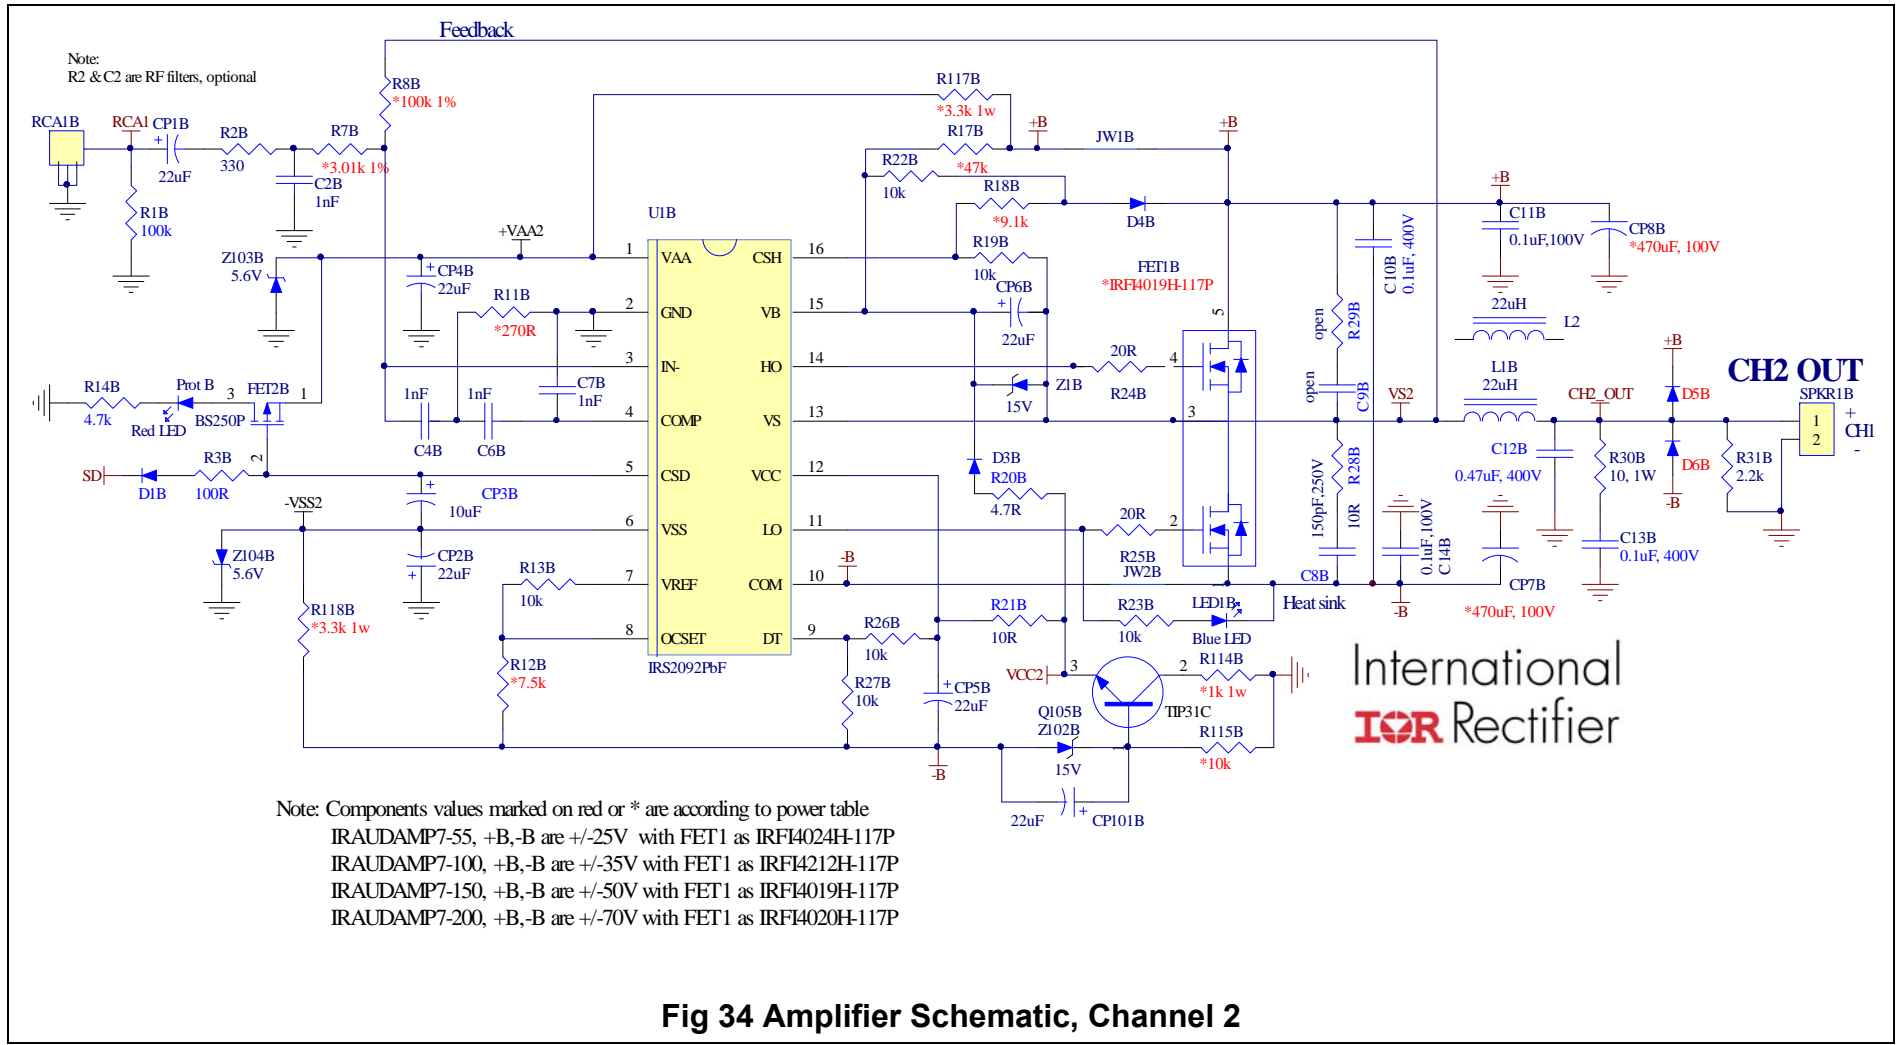 Feedback
Note:
R2 & C2 are RF filters, optional
R8B
*100k 1%
R117B
*3.3k 1w
RCA1B
RCA1
CP1B
+
22uF
R2B
330
R7B
*3.01k 1%
C2B
1nF
R1B
100k
R17B
*47k
+B
JW1B
+B
R22B
10k
R18B
*9.1k
D4B
+B
C11B
0.1uF,100V
CP8B
*470uF, 100V
C10B
0.1uF, 400V
U1B
+VAA2
Z103B
5.6V
+
CP4B
22uF
R11B
*270R
1
VAA
2
GND
3
IN-
4
COMP
5
CSD
6
VSS
7
VREF
8
OCSET
CSH
16
VB
15
HO
14
VS
13
VCC
12
LO
11
COM
10
DT
9
IRS2092PbF
R19B
10k
CP6B
+
22uF
FET1B
*IRFI4019H-117P
5
20R
R24B
4
Z1B
15V
3
open
R29B
open
C9B
22uH
L2
L1B
22uH
VS2
CH2_OUT
+B
D5B
D6B
-B
CH2 OUT
SPKR1B
1
2
+
CH1
-
R14B
4.7k
Prot B
Red LED
3
FET2B
BS250P
1
2
1nF
C4B
1nF
C6B
C7B
1nF
SD
D1B
R3B
100R
+
CP3B
10uF
-VSS2
Z104B
5.6V
CP2B
+
22uF
D3B
R20B
4.7R
20R
R25B
JW2B
2
1
150pF,250V
R28B
10R
C8B
0.1uF,100V
C14B
CP7B
*470uF, 100V
C12B
0.47uF, 400V
R30B
10, 1W
R31B
2.2k
C13B
0.1uF, 400V
R13B
10k
R118B
*3.3k 1w
R12B
*7.5k
-B
R26B
10k
R27B
10k
R21B
10R
R23B
10k
LED1B
Blue LED
Heat sink
-B
+
CP5B
22uF
-B
VCC2
3
2
R114B
*1k 1w
Q105B
TIP31C
Z102B
15V
1
R115B
*10k
22uF
+
CP101B
International
IOR Rectifier
Note: Components values marked on red or * are according to power table
IRAUDAMP7-55, +B,-B are +/-25V with FET1 as IRFI4024H-117P
IRAUDAMP7-100, +B,-B are +/-35V with FET1 as IRFI4212H-117P
IRAUDAMP7-150, +B,-B are +/-50V with FET1 as IRFI4019H-117P
IRAUDAMP7-200, +B,-B are +/-70V with FET1 as IRFI4020H-117P
Fig 34 Amplifier Schematic, Channel 2